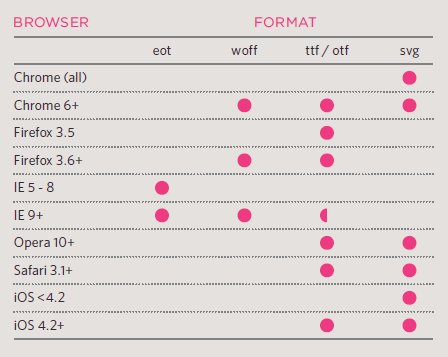 BROWSER FORMAT
eot woff ttf / otf svg
Chrome (all)
Chrome 6+
Firefox 3.5
Firefox 3.6+
IE 5 - 8
IE 9+
Opera 10+
Safari 3.1+
iOS <4.2
iOS 4.2+